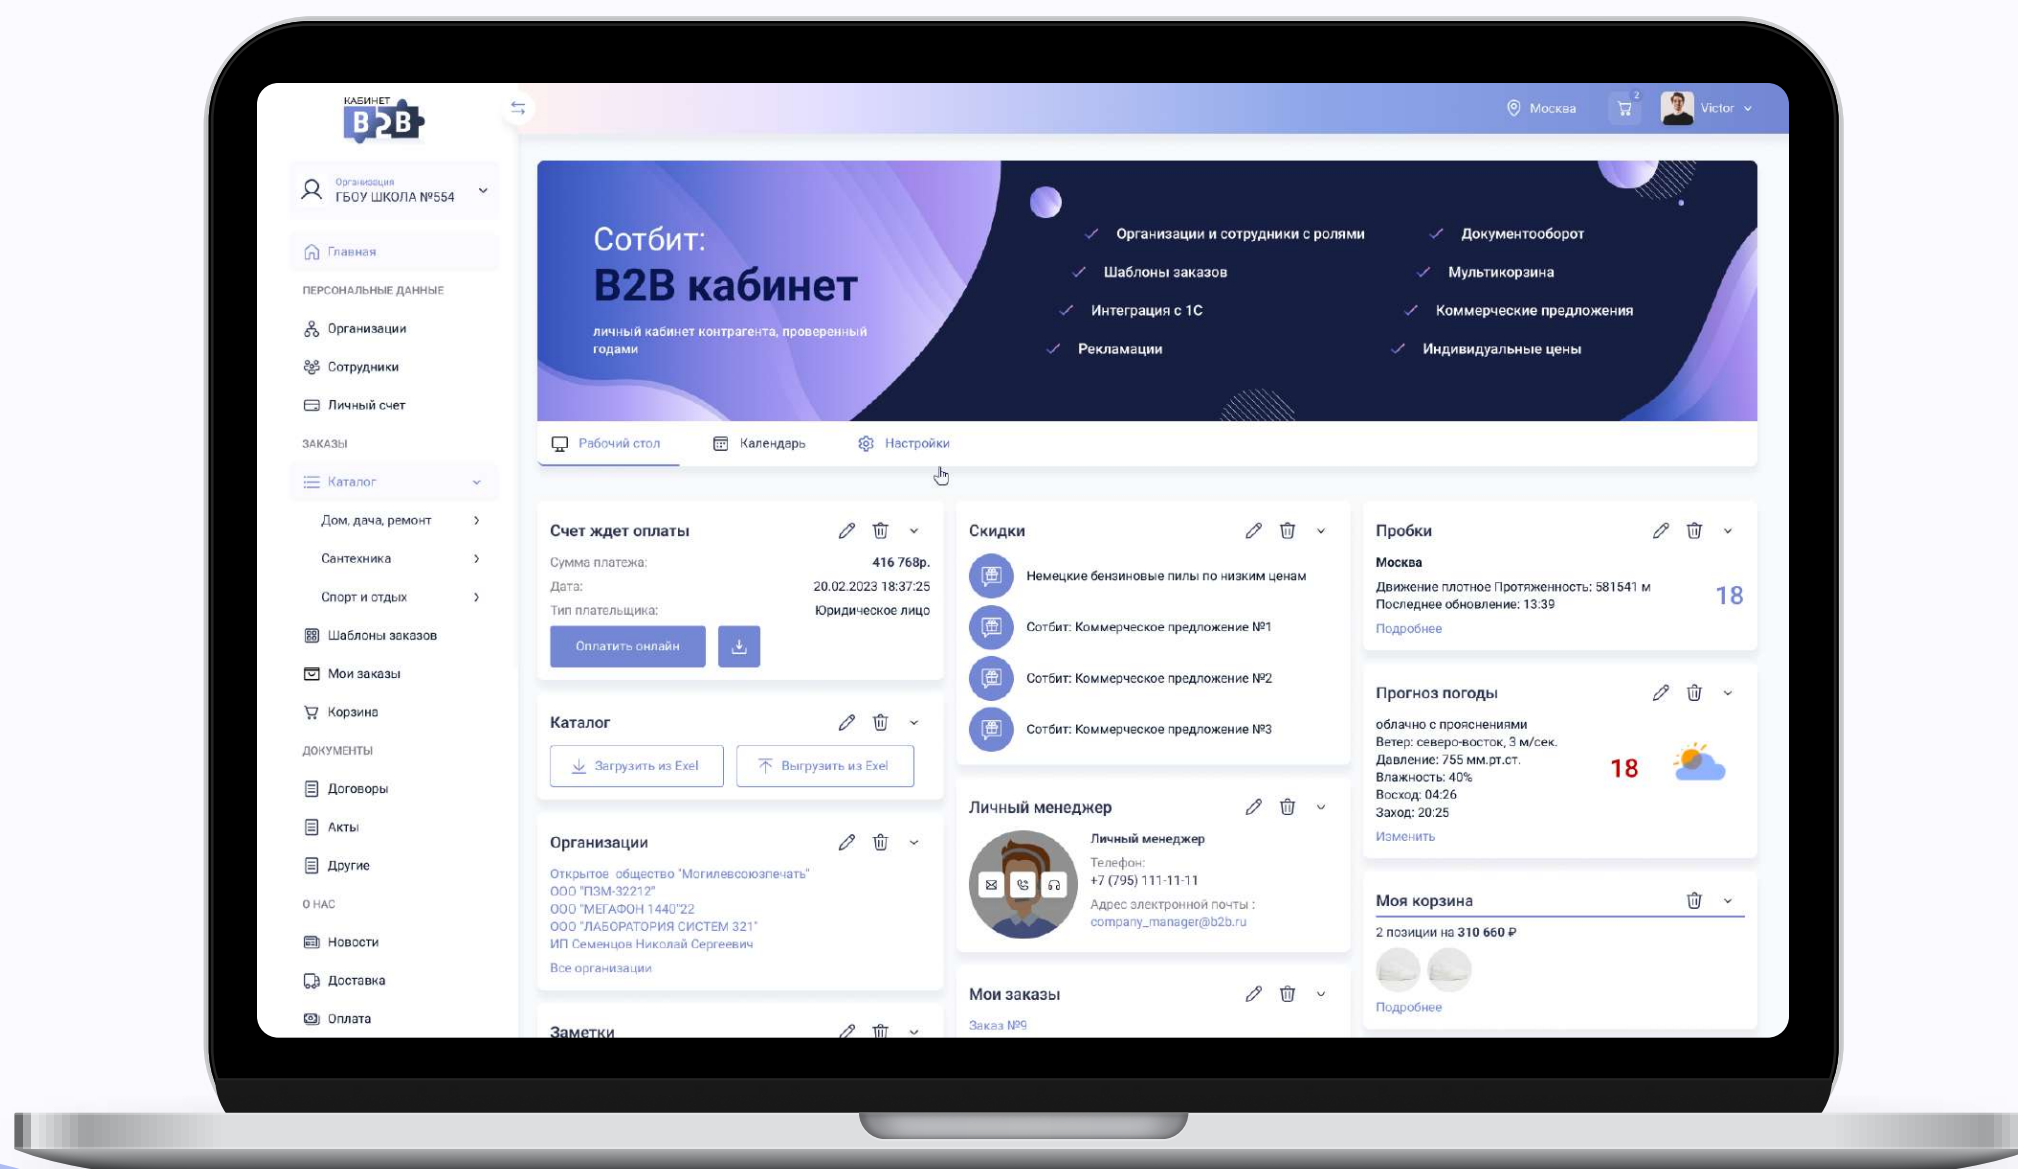 КАБИНЕТ
B2B
Москва
2
Victor
Организация
ГБОУ ШКОЛА №554
Главная
ПЕРСОНАЛЬНЫЕ ДАННЫЕ
Организации
Сотрудники
Личный счет
ЗАКАЗЫ
Каталог
Дом, дача, ремонт
Сантехника
Спорт и отдых
Шаблоны заказов
Мои заказы
Корзина
ДОКУМЕНТЫ
Договоры
Акты
Другие
О НАС
Новости
Доставка
Оплата
Сотбит:
B2B кабинет
личный кабинет контрагента, проверенный
годами
Организации и сотрудники с ролями
Шаблоны заказов
Интеграция с 1С
Рекламации
Документооборот
Мультикорзина
Коммерческие предложения
Индивидуальные цены
Рабочий стол
Календарь
Настройки
Счет ждет оплаты
Сумма платежа: 416 768р.
Дата: 20.02.2023 18:37:25
Тип плательщика: Юридическое лицо
Оплатить онлайн
Каталог
Загрузить из Exel
Выгрузить из Exel
Организации
Открытое общество "Могилевсоюзпечать"
ООО "ПЗМ-32212"
ООО "МЕГАФОН 1440"22
ООО "ЛАБОРАТОРИЯ СИСТЕМ 321"
ИП Семенцов Николай Сергеевич
Все организации
Заметки
Скидки
Немецкие бензиновые пилы по низким ценам
Сотбит: Коммерческое предложение №1
Сотбит: Коммерческое предложение №2
Сотбит: Коммерческое предложение №3
Личный менеджер
Личный менеджер
Телефон:
+7 (795) 111-11-11
Адрес электронной почты :
company_manager@b2b.ru
Мои заказы
Заказ №9
Пробки
Москва
Движение плотное Протяженность: 581541 м
Последнее обновление: 13:39
18
Подробнее
Прогноз погоды
облачно с прояснениями
Ветер: северо-восток, 3 м/сек.
Давление: 755 мм.рт.ст.
Влажность: 40%
Восход: 04:26
Заход: 20:25
18
Изменить
Моя корзина
2 позиции на 310 660 ₽
Подробнее